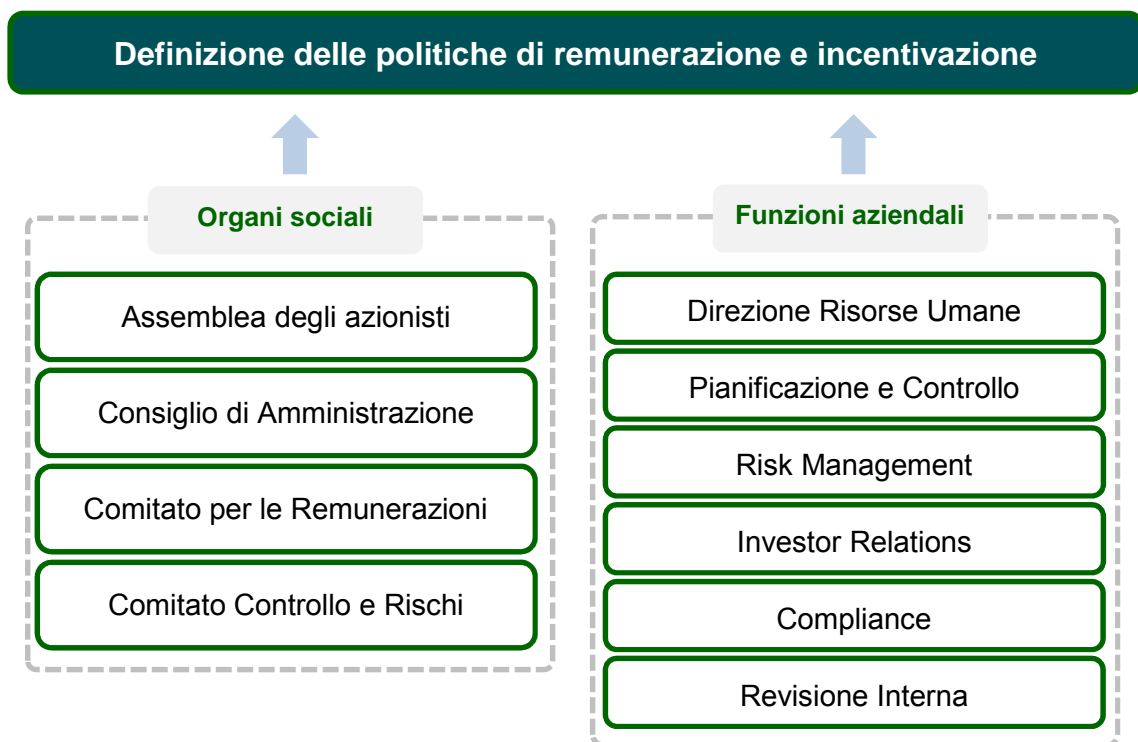 Definizione delle politiche di remunerazione e incentivazione
Organi sociali
Assemblea degli azionisti
Consiglio di Amministrazione
Comitato per le Remunerazioni
Comitato Controllo e Rischi
Funzioni aziendali
Direzione Risorse Umane
Pianificazione e Controllo
Risk Management
Investor Relations
Compliance
Revisione Interna